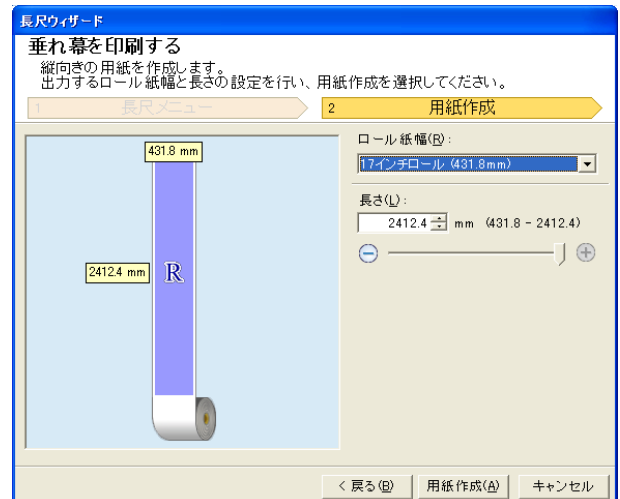 長尺ウィザード
垂れ幕を印刷する
縦向きの用紙を作成します。
出力するロール紙幅と長さの設定を行い、用紙作成を選択してください。
1 長尺メニュー
2 用紙作成
431.8 mm
2412.4 mm
R
ロール紙幅(R):
17インチロール (431.8mm)
長さ(L):
2412.4 mm (431.8 - 2412.4)
< 戻る(B)
用紙作成(A)
キャンセル